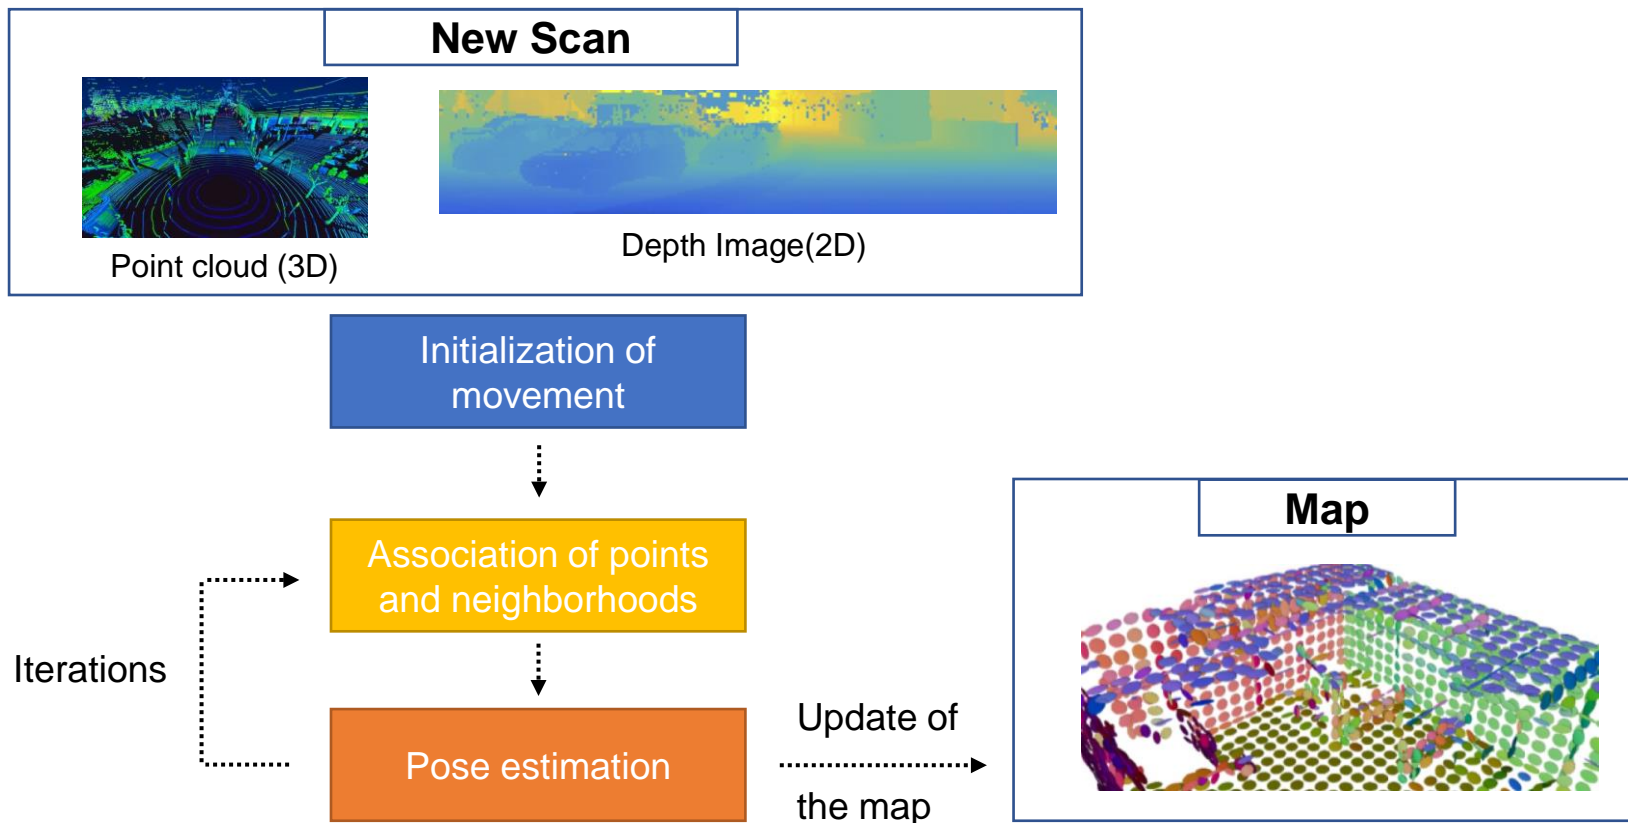 New Scan
Point cloud (3D)
Depth Image(2D)
Initialization of
movement
Association of points
and neighborhoods
Iterations
Pose estimation
Update of
the map
Map